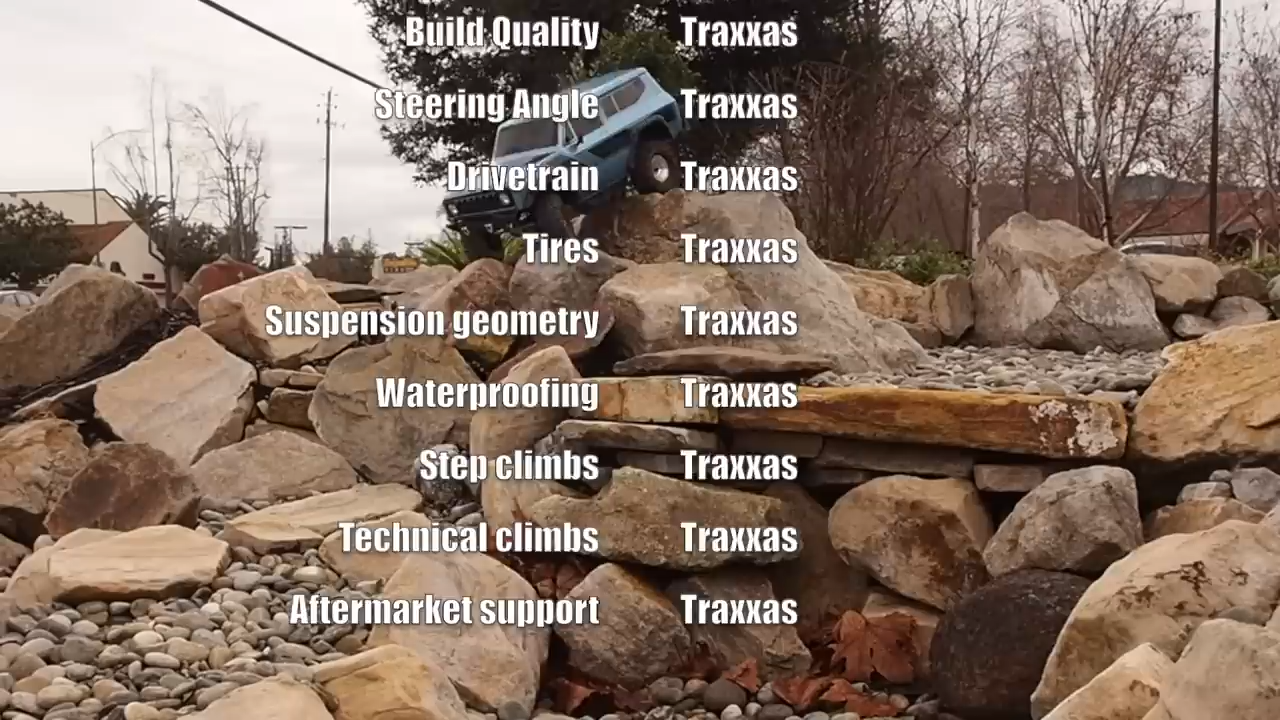 Build Quality Traxxas
Steering Angle Traxxas
Drivetrain Traxxas
Tires Traxxas
Suspension geometry Traxxas
Waterproofing Traxxas
Step climbs Traxxas
Technical climbs Traxxas
Aftermarket support Traxxas